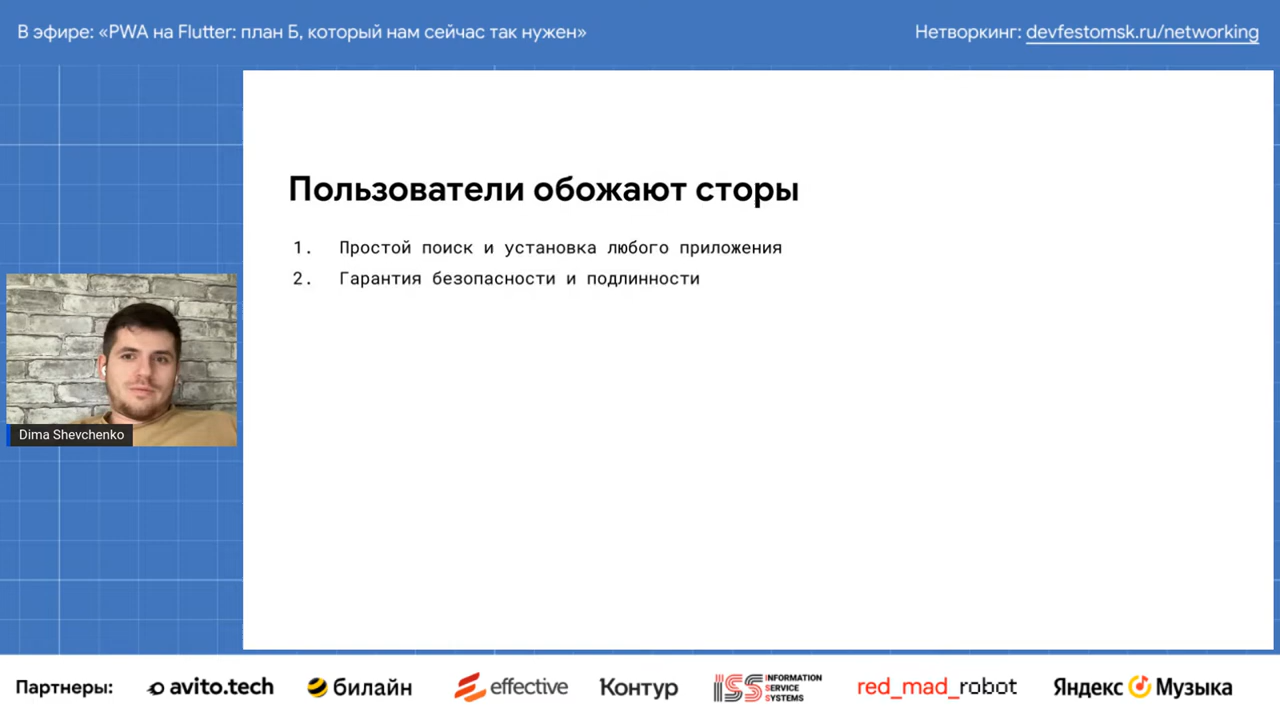 В эфире: «PWA на Flutter: план Б, который нам сейчас так нужен»
Нетворкинг: devfestomsk.ru/networking
Пользователи обожают сторы
1. Простой поиск и установка любого приложения
2. Гарантия безопасности и подлинности
Dima Shevchenko
Партнеры: avito.tech билайн effective Контур ISS INFORMATION SERVICE SYSTEMS red_mad_robot Яндекс Музыка